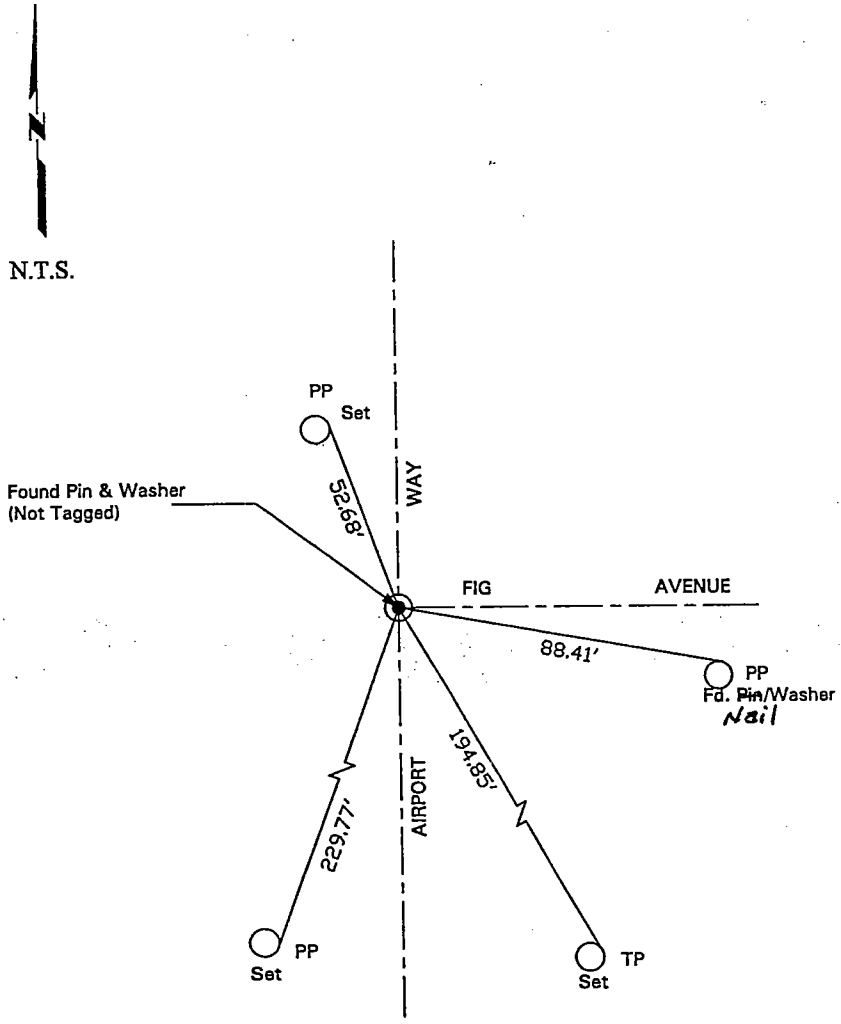 N
N.T.S.
PP
Set
52.68'
WAY
Found Pin & Washer
(Not Tagged)
FIG AVENUE
88.41'
PP
Fd. Pin/Washer
Nail
194.85'
AIRPORT
229.77'
PP
Set
TP
Set